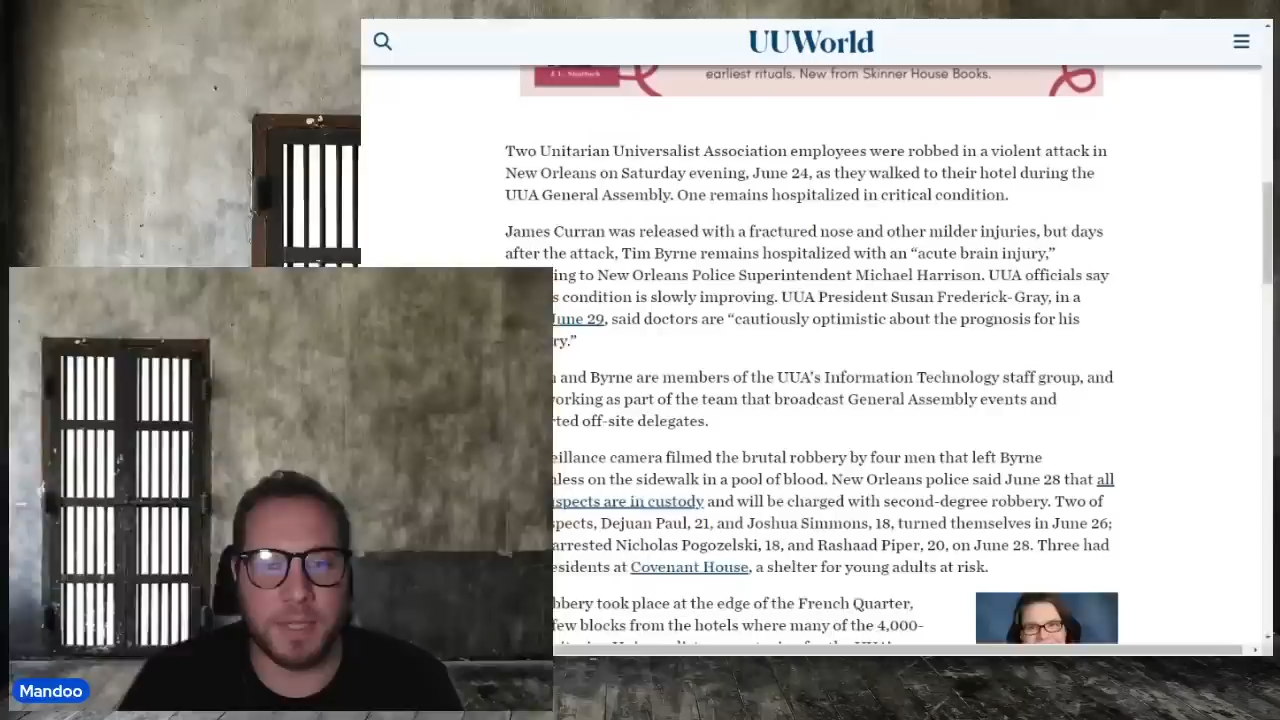 UUWorld
earliest rituals. New from Skinner House Books.
Two Unitarian Universalist Association employees were robbed in a violent attack in
New Orleans on Saturday evening, June 24, as they walked to their hotel during the
UUA General Assembly. One remains hospitalized in critical condition.
James Curran was released with a fractured nose and other milder injuries, but days
after the attack, Tim Byrne remains hospitalized with an “acute brain injury,”
ing to New Orleans Police Superintendent Michael Harrison. UUA officials say
s condition is slowly improving. UUA President Susan Frederick-Gray, in a
June 29, said doctors are “cautiously optimistic about the prognosis for his
ry.”
and Byrne are members of the UUA’s Information Technology staff group, and
orking as part of the team that broadcast General Assembly events and
rted off-site delegates.
eillance camera filmed the brutal robbery by four men that left Byrne
less on the sidewalk in a pool of blood. New Orleans police said June 28 that all
spects are in custody and will be charged with second-degree robbery. Two of
spects, Dejuan Paul, 21, and Joshua Simmons, 18, turned themselves in June 26;
arrested Nicholas Pogozelski, 18, and Rashaad Piper, 20, on June 28. Three had
esidents at Covenant House, a shelter for young adults at risk.
bbery took place at the edge of the French Quarter,
few blocks from the hotels where many of the 4,000-
Mandoo